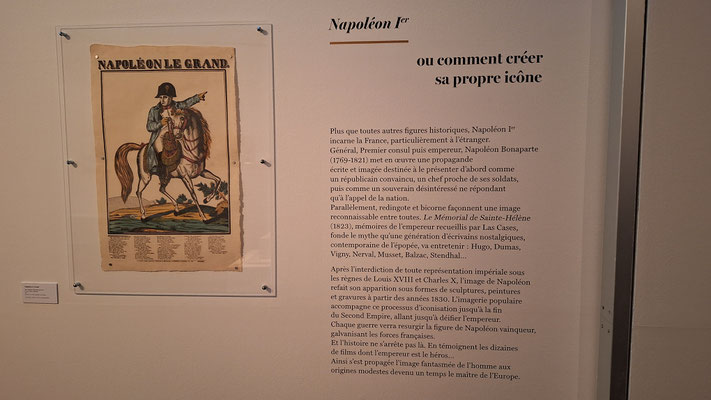 NAPOLÉON LE GRAND.
Napoléon Ier
ou comment créer
sa propre icône
Plus que toutes autres figures historiques, Napoléon Ier
incarne la France, particulièrement à l'étranger.
Général, Premier consul puis empereur, Napoléon Bonaparte
(1769-1821) met en œuvre une propagande
écrite et imagée destinée à le présenter d'abord comme
un républicain convaincu, un chef proche de ses soldats,
puis comme un souverain désintéressé ne répondant
qu'à l'appel de la nation.
Parallèlement, redingote et bicorne façonnent une image
reconnaissable entre toutes. Le Mémorial de Sainte-Hélène
(1823), mémoires de l'empereur recueillis par Las Cases,
fonde le mythe qu'une génération d'écrivains nostalgiques,
contemporaine de l'épopée, va entretenir : Hugo, Dumas,
Vigny, Nerval, Musset, Balzac, Stendhal...
Après l'interdiction de toute représentation impériale sous
les règnes de Louis XVIII et Charles X, l'image de Napoléon
refait son apparition sous formes de sculptures, peintures
et gravures à partir des années 1830. L'imagerie populaire
accompagne ce processus d'iconisation jusqu'à la fin
du Second Empire, allant jusqu'à déifier l'empereur.
Chaque guerre verra resurgir la figure de Napoléon vainqueur,
galvanisant les forces françaises.
Et l'histoire ne s'arrête pas là. En témoignent les dizaines
de films dont l'empereur est le héros...
Ainsi s'est propagée l'image fantasmée de l'homme aux
origines modestes devenu un temps le maître de l'Europe.